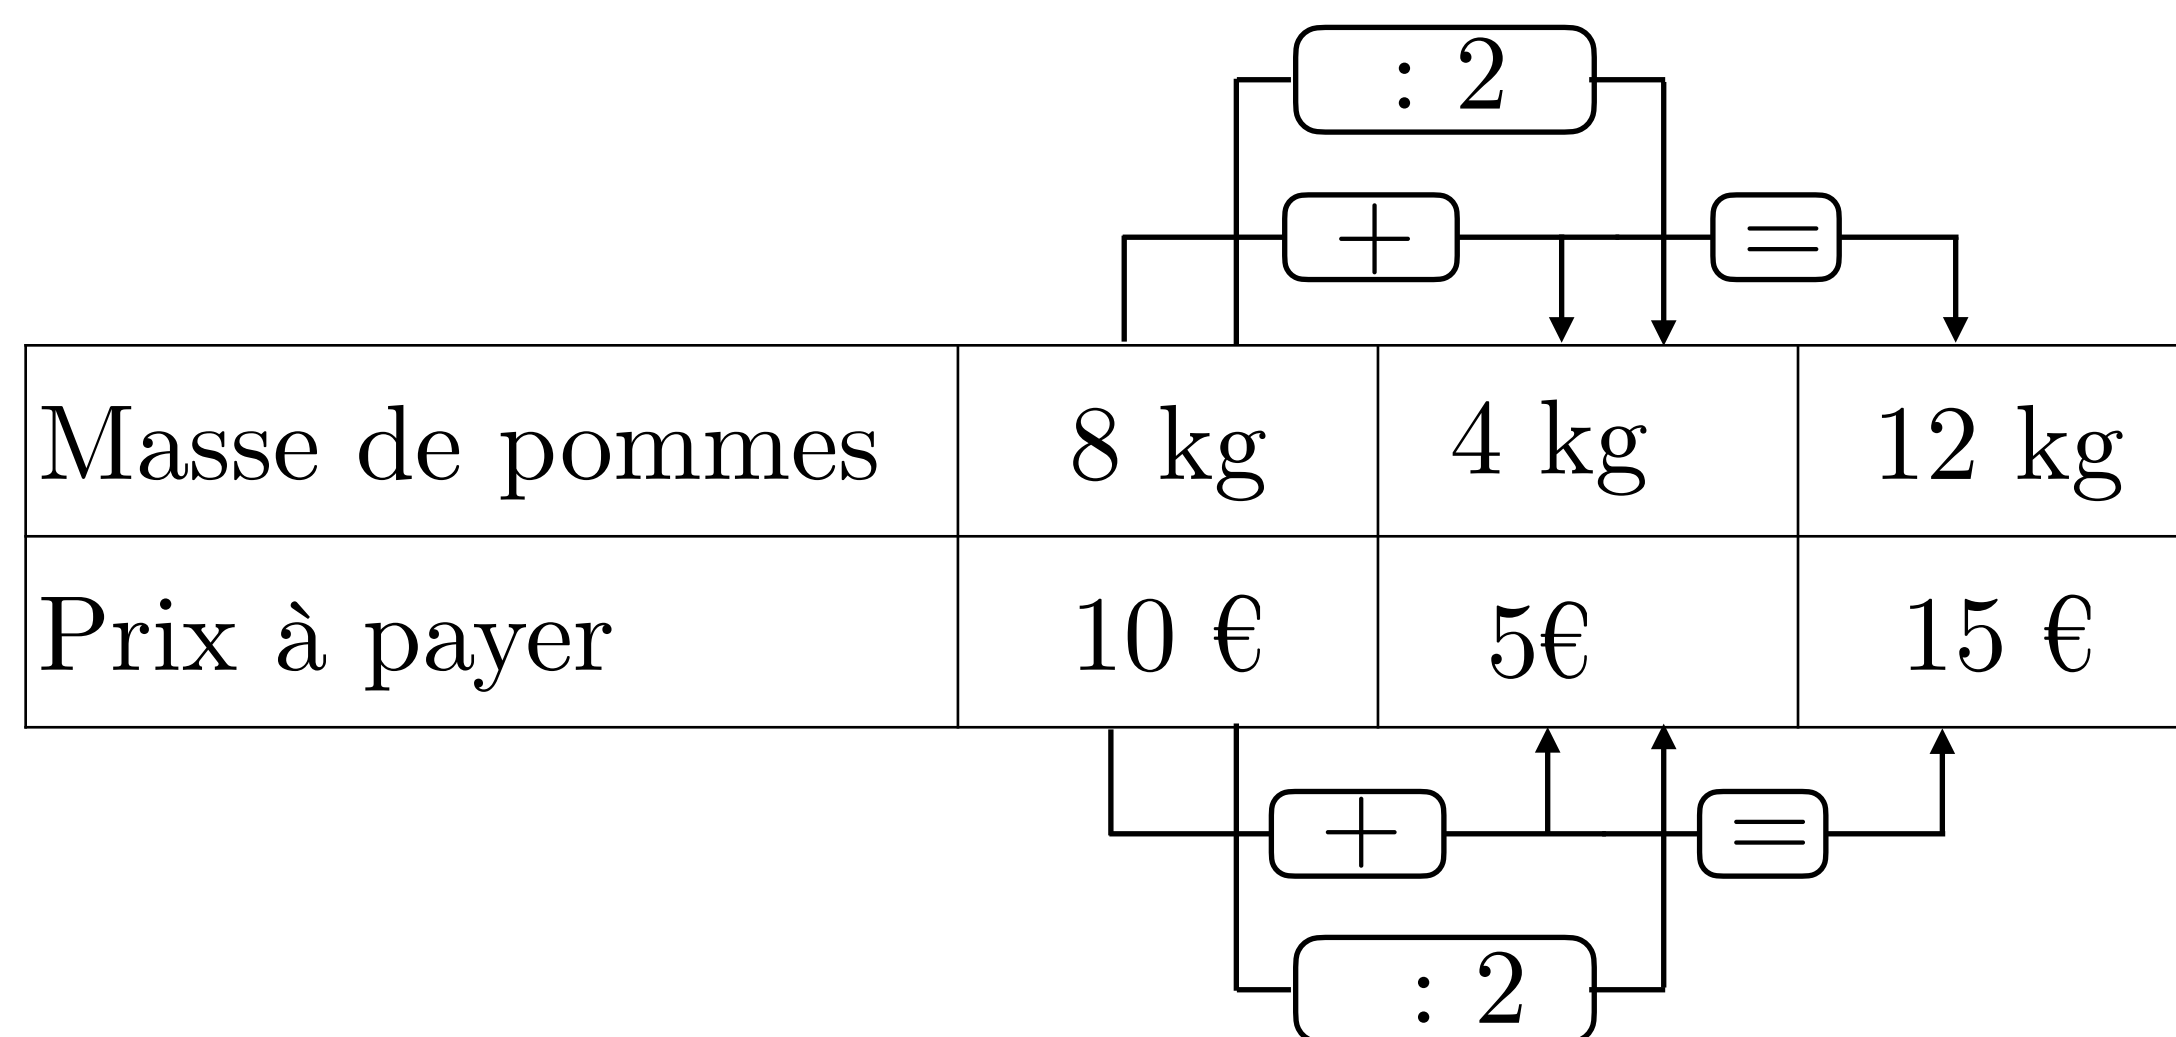 : 2
+ =
Masse de pommes 8 kg 4 kg 12 kg
Prix à payer 10 € 5€ 15 €
+ =
: 2